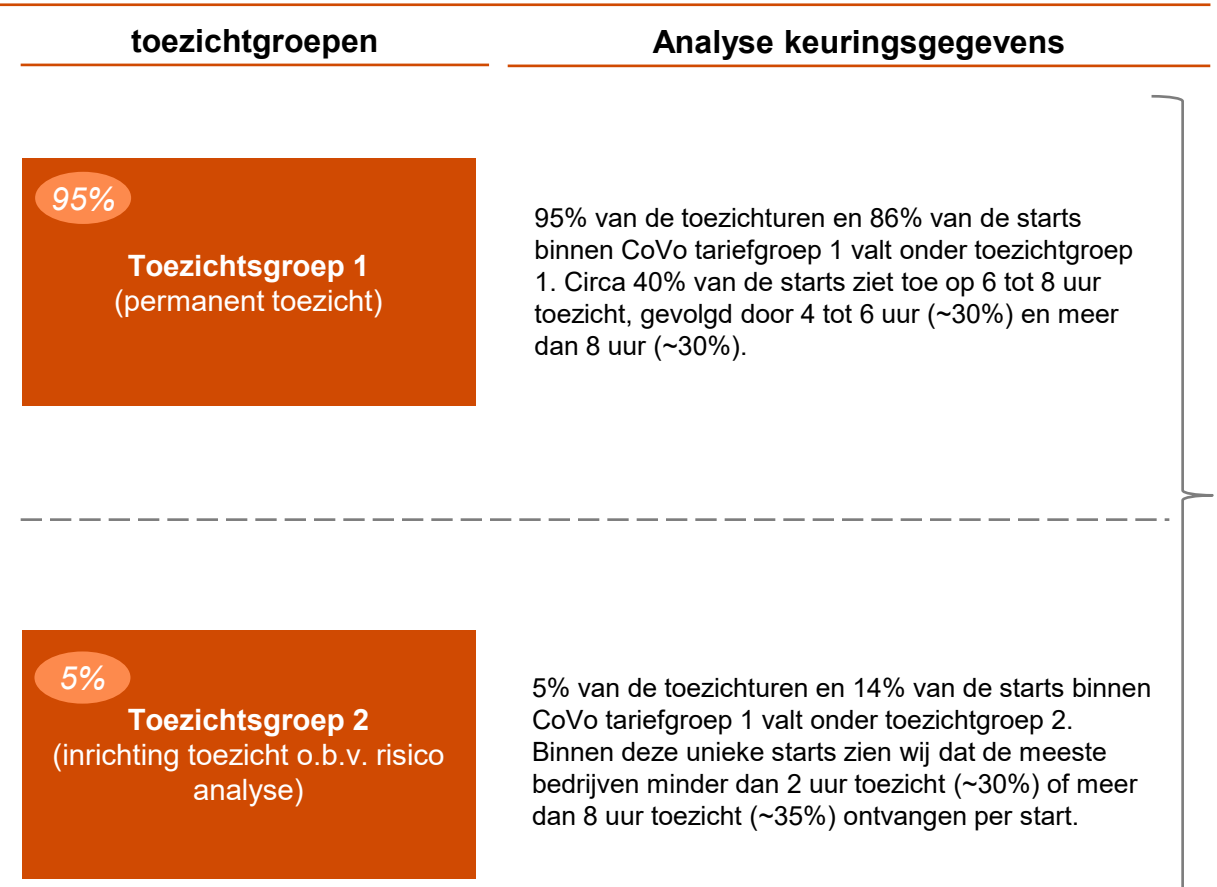 toezichtgroepen
Analyse keuringsgegevens
95%
Toezichtsgroep 1
(permanent toezicht)
95% van de toezichturen en 86% van de starts
binnen CoVo tariefgroep 1 valt onder toezichtgroep
1. Circa 40% van de starts ziet toe op 6 tot 8 uur
toezicht, gevolgd door 4 tot 6 uur (~30%) en meer
dan 8 uur (~30%).
5%
Toezichtsgroep 2
(inrichting toezicht o.b.v. risico
analyse)
5% van de toezichturen en 14% van de starts binnen
CoVo tariefgroep 1 valt onder toezichtgroep 2.
Binnen deze unieke starts zien wij dat de meeste
bedrijven minder dan 2 uur toezicht (~30%) of meer
dan 8 uur toezicht (~35%) ontvangen per start.